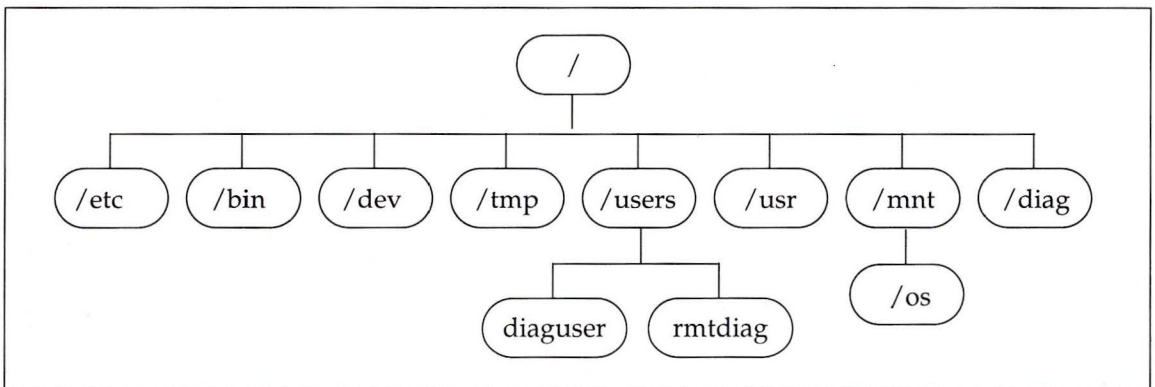 /
/etc /bin /dev /tmp /users /usr /mnt /diag
/os
diaguser rmtdiag